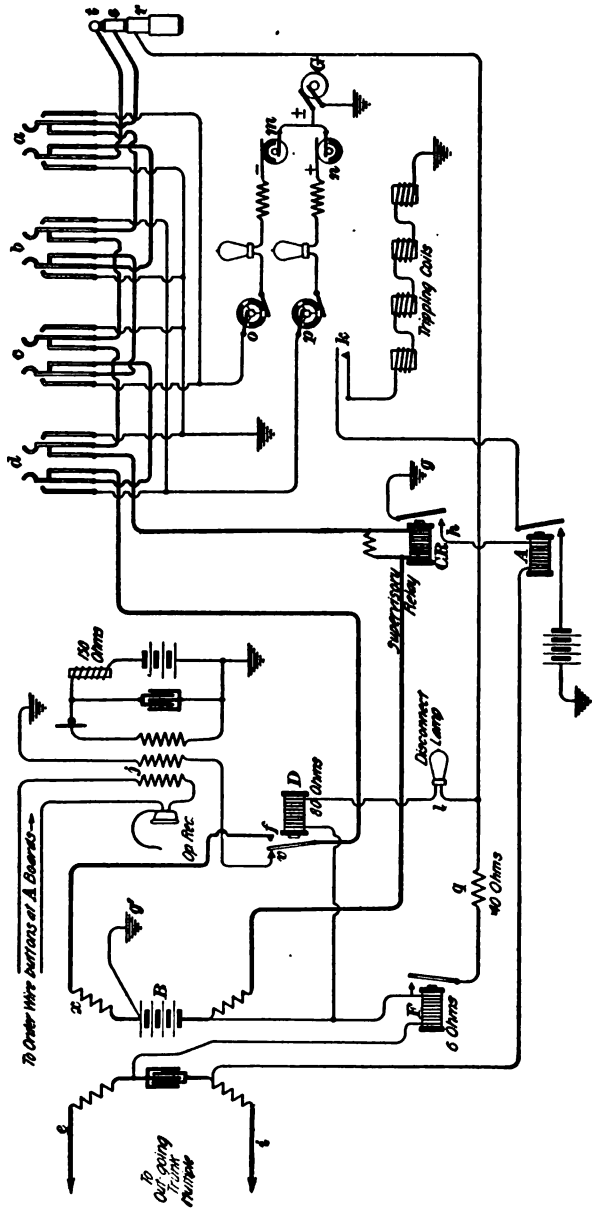 To Order Wire buttons at A Boards→
d
c
b
a
t
s
r
e
x
g'
B
j
Op Rec.
150 Ohms
To
Out-going
Trunk
Multiple
i
f
v
D
80 Ohms
Supervisory
Relay
CR.
g
h
k
o
p
−
+
m
n
±
G
Tripping Coils
Disconnect
Lamp
l
F
6 Ohms
q
40 Ohms
A